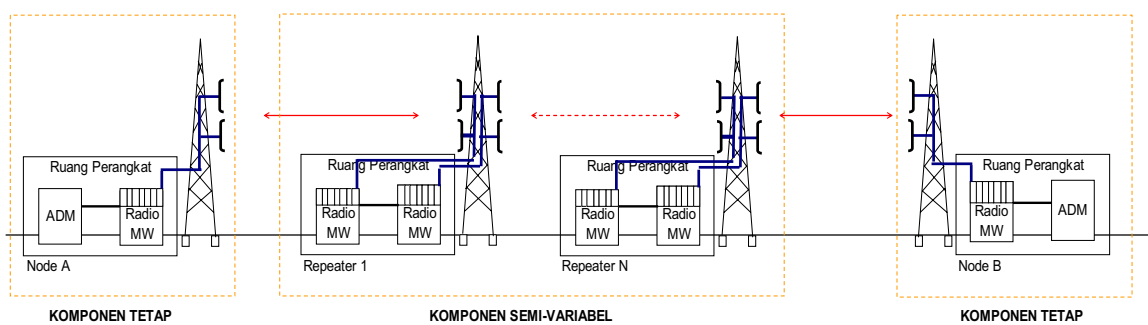 Ruang Perangkat
ADM
Radio
MW
Node A
KOMPONEN TETAP
Ruang Perangkat
Radio
MW
Radio
MW
Repeater 1
Ruang Perangkat
Radio
MW
Radio
MW
Repeater N
KOMPONEN SEMI-VARIABEL
Ruang Perangkat
Radio
MW
ADM
Node B
KOMPONEN TETAP